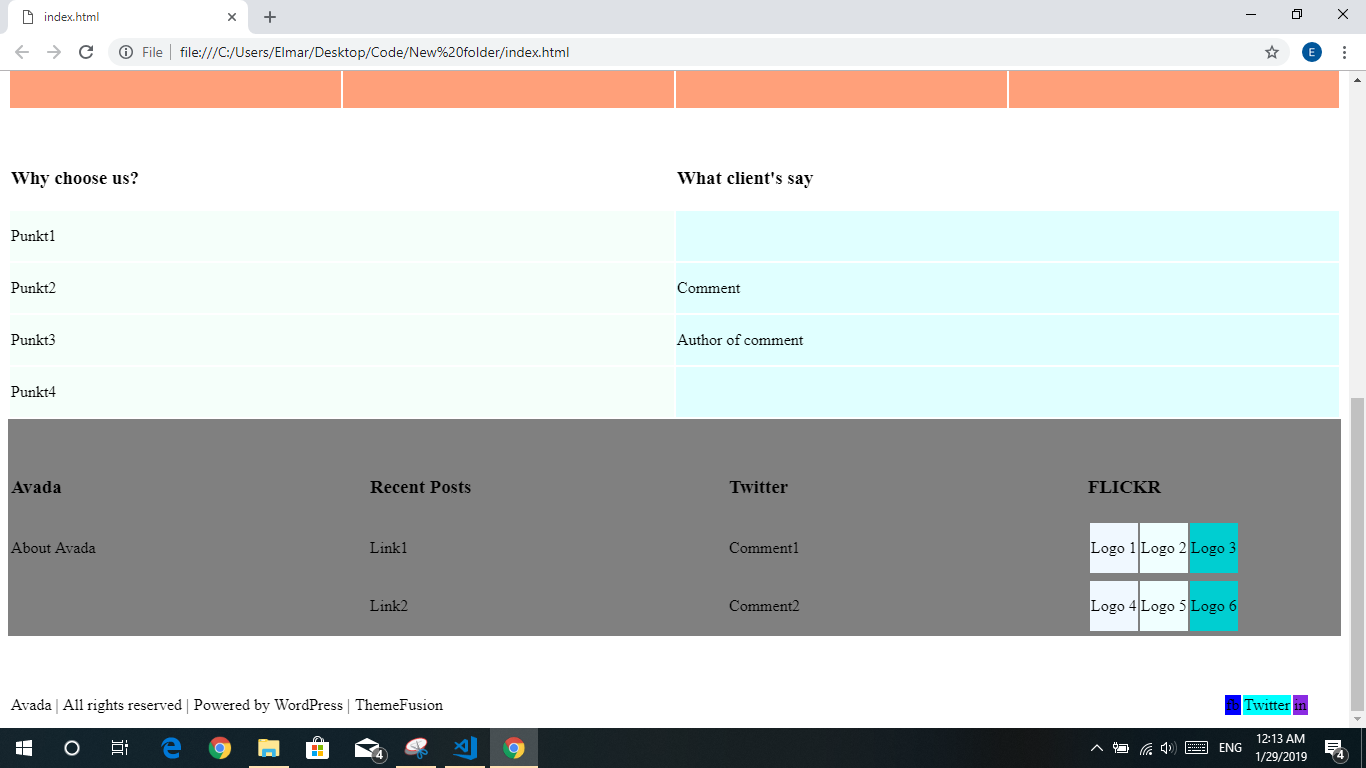 index.html
File
file:///C:/Users/Elmar/Desktop/Code/New%20folder/index.html
E
Why choose us?
What client's say
Punkt1
Punkt2
Comment
Punkt3
Author of comment
Punkt4
Avada
Recent Posts
Twitter
FLICKR
About Avada
Link1
Comment1
Logo 1 Logo 2 Logo 3
Link2
Comment2
Logo 4 Logo 5 Logo 6
Avada | All rights reserved | Powered by WordPress | ThemeFusion
fb Twitter in
4
ENG
12:13 AM
1/29/2019
4